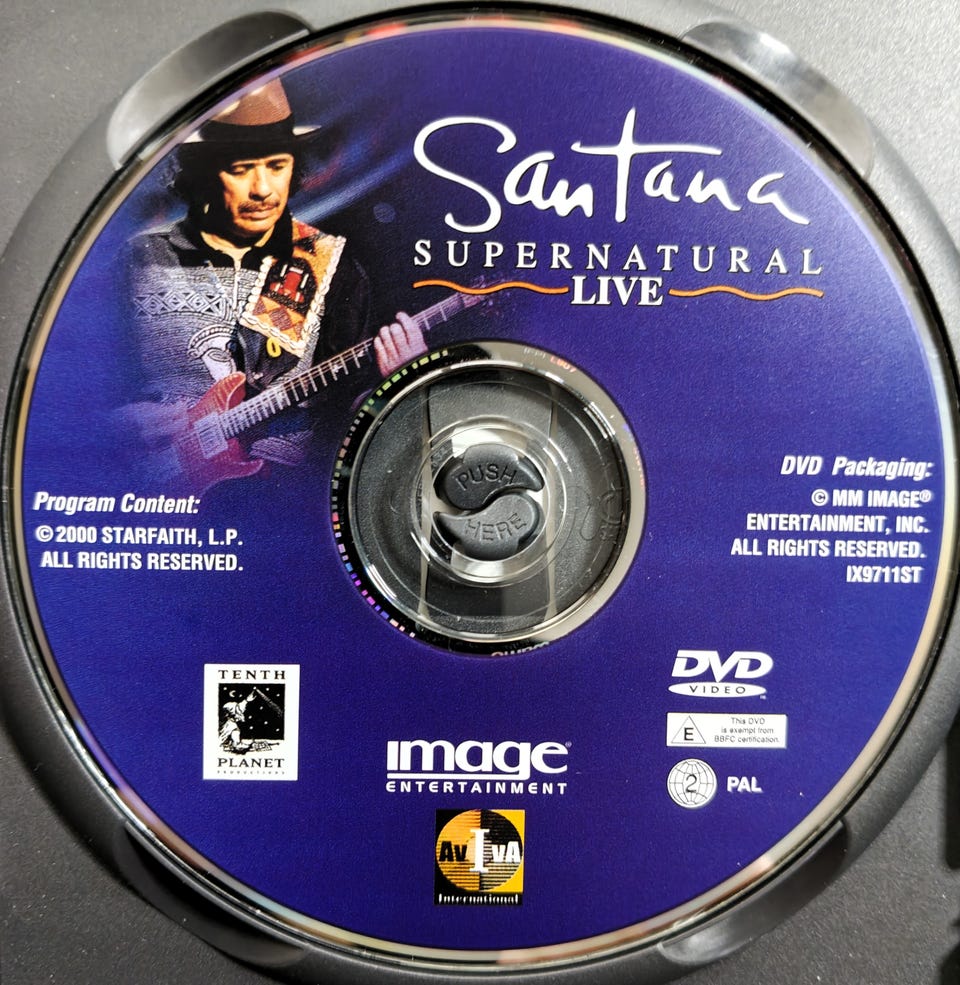 Santana
SUPERNATURAL
LIVE
PUSH
HERE
Program Content:
© 2000 STARFAITH, L.P.
ALL RIGHTS RESERVED.
DVD Packaging:
© MM IMAGE®
ENTERTAINMENT, INC.
ALL RIGHTS RESERVED.
IX9711ST
TENTH
PLANET
PRODUCTIONS
image®
ENTERTAINMENT
AvIvA
International
DVD
VIDEO
E
This DVD
is exempt from
BBFC certification.
2
PAL